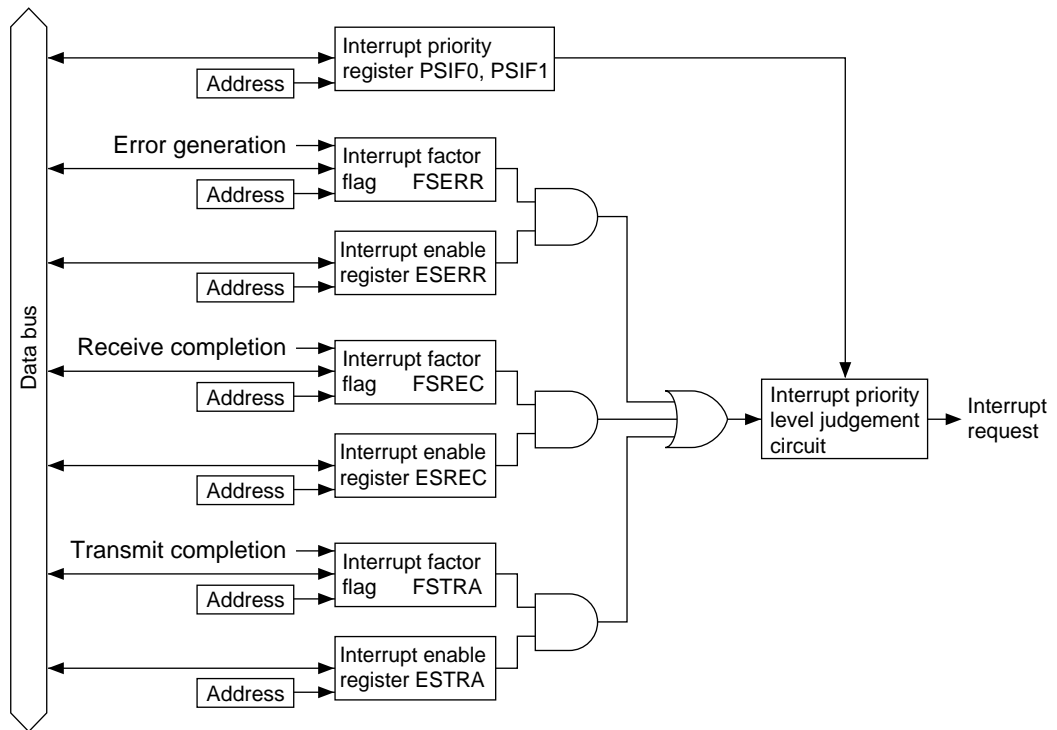 Data bus
Interrupt priority
register PSIF0, PSIF1
Address
Error generation
Interrupt factor
flag FSERR
Address
Interrupt enable
register ESERR
Address
Receive completion
Interrupt factor
flag FSREC
Address
Interrupt enable
register ESREC
Address
Transmit completion
Interrupt factor
flag FSTRA
Address
Interrupt enable
register ESTRA
Address
Interrupt priority
level judgement
circuit
Interrupt
request